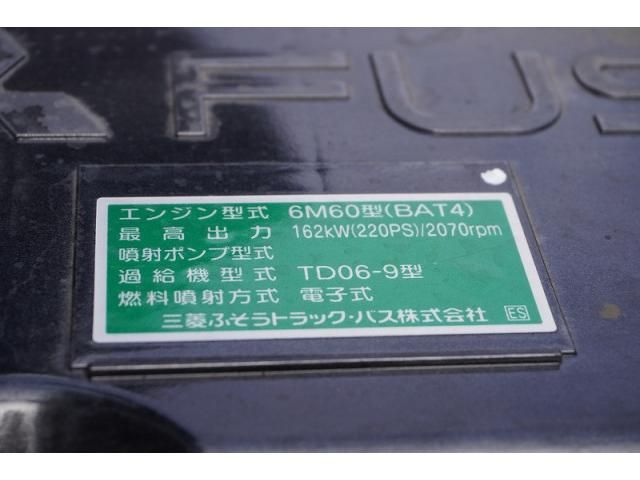 FUS
エンジン型式 6M60型(BAT4)
最高出力 162kW(220PS)/2070rpm
噴射ポンプ型式
過給機型式 TD06-9型
燃料噴射方式 電子式
三菱ふそうトラック・バス株式会社 ES